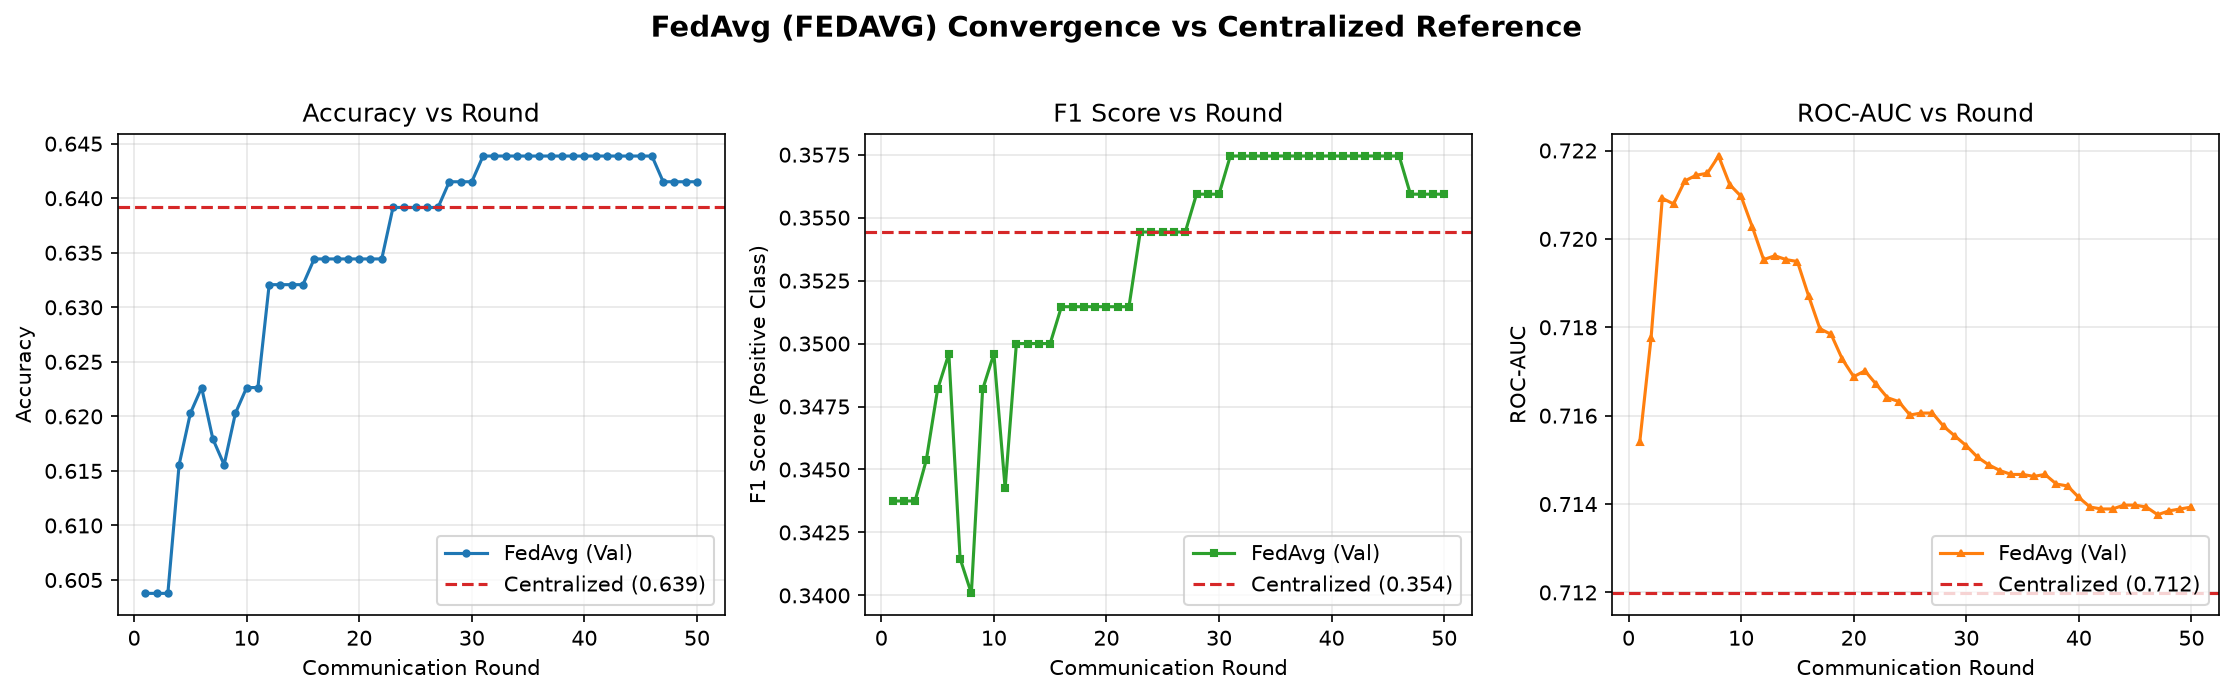 FedAvg (FEDAVG) Convergence vs Centralized Reference
Accuracy vs Round
Accuracy
0.645
0.640
0.635
0.630
0.625
0.620
0.615
0.610
0.605
0 10 20 30 40 50
Communication Round
FedAvg (Val)
Centralized (0.639)
F1 Score vs Round
F1 Score (Positive Class)
0.3575
0.3550
0.3525
0.3500
0.3475
0.3450
0.3425
0.3400
0 10 20 30 40 50
Communication Round
FedAvg (Val)
Centralized (0.354)
ROC-AUC vs Round
ROC-AUC
0.722
0.720
0.718
0.716
0.714
0.712
0 10 20 30 40 50
Communication Round
FedAvg (Val)
Centralized (0.712)